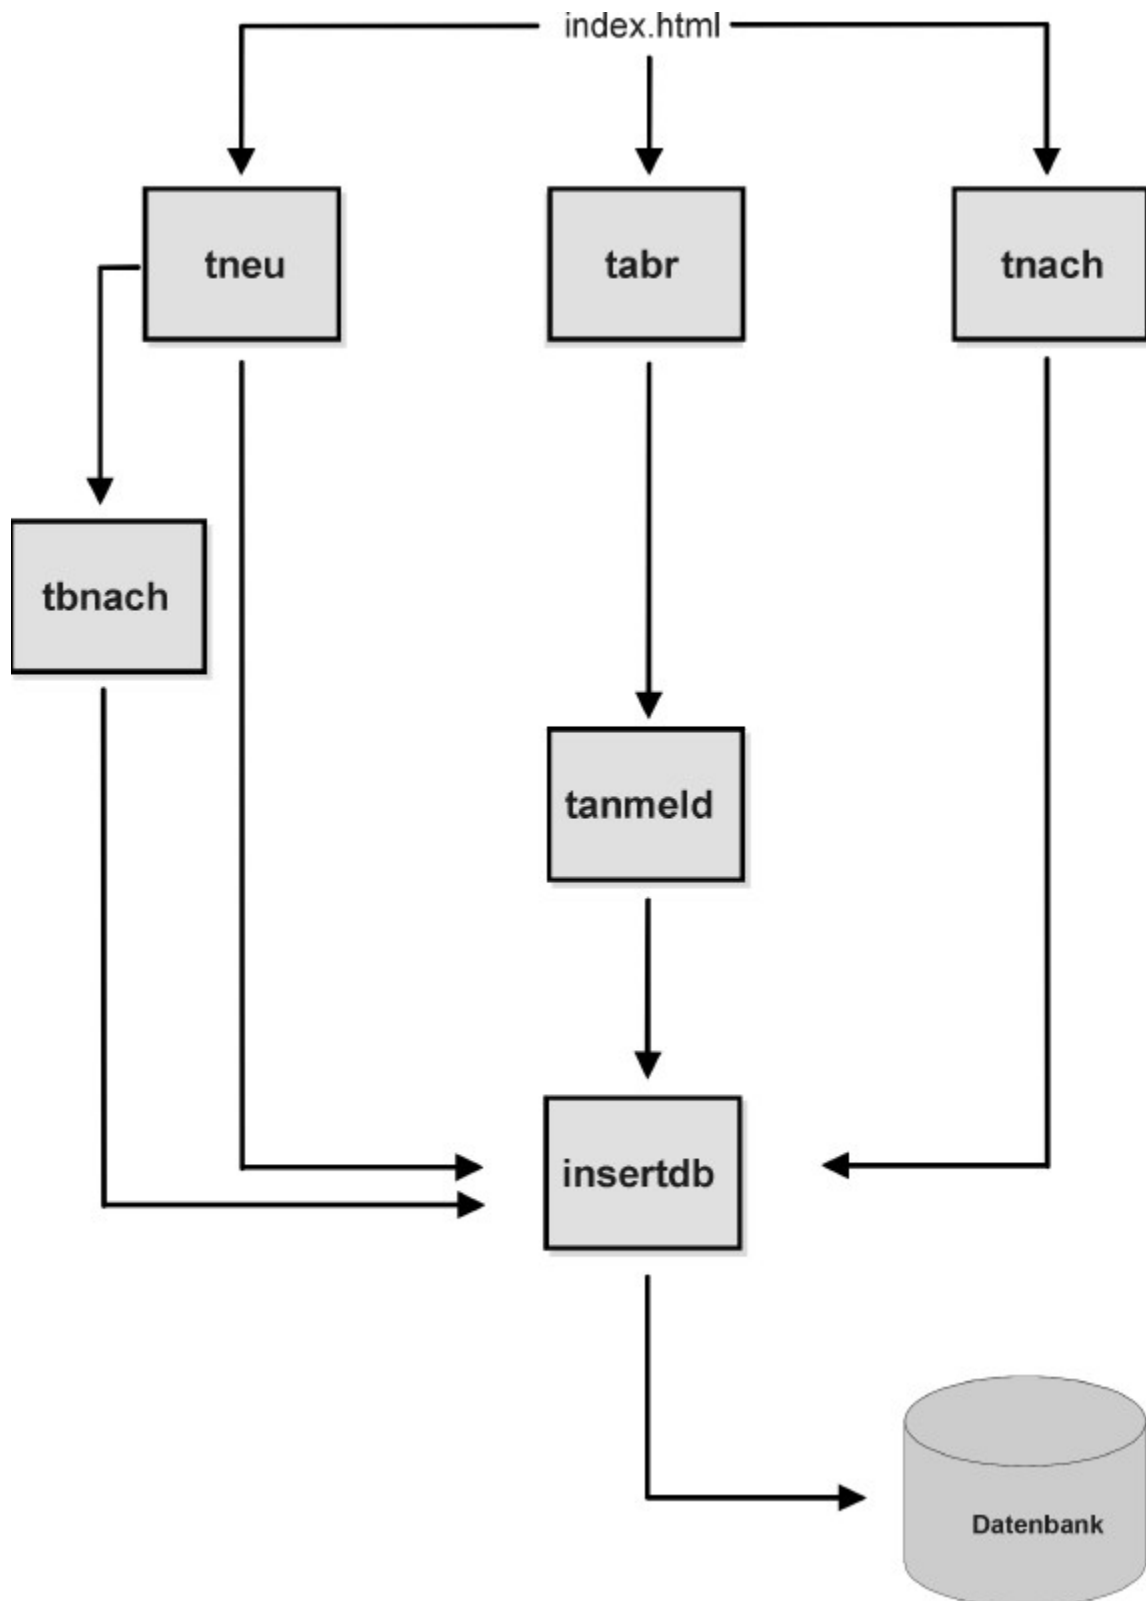 index.html
tneu
tabr
tnach
tbnach
tanmeld
insertdb
Datenbank